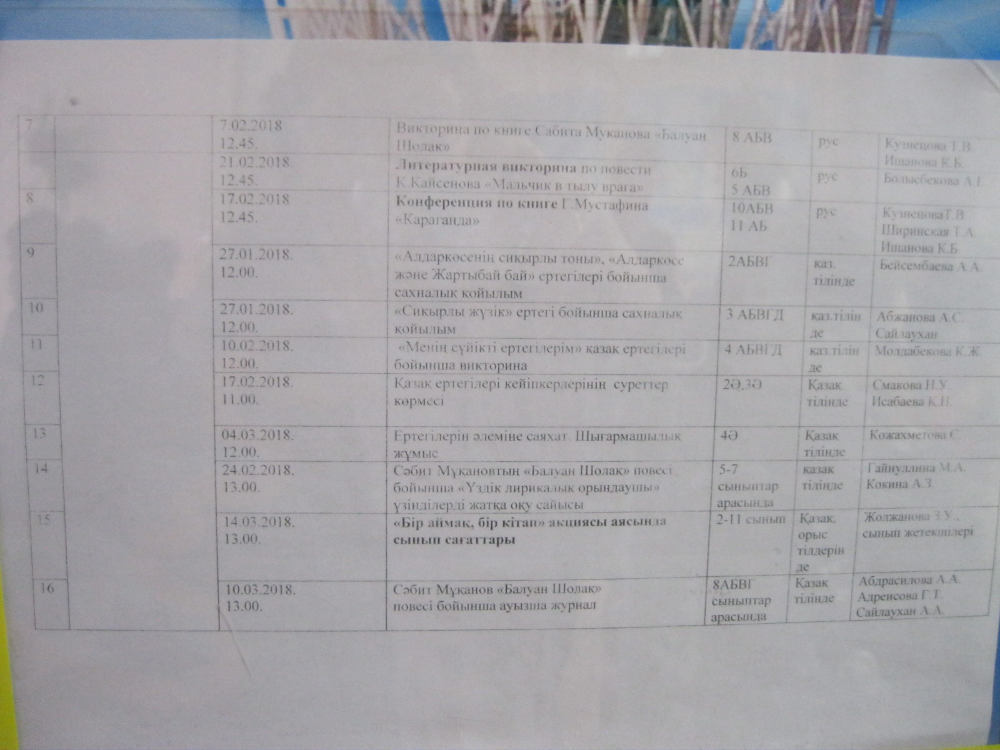 7
7.02.2018
12.45.
Викторина по книге Сабита Муканова «Балуан
Шолак»
8 АБВ
рус
Кузнецова Т.В.
Ишанова К.Б.
21.02.2018.
12.45.
Литературная викторина по повести
К.Кайсенова «Мальчик в тылу врага»
6Б
5 АБВ
рус
Болысбекова А.
8
17.02.2018
12.45.
Конференция по книге Г.Мустафина
«Караганда»
10АБВ
11 АБ
рус
Кузнецова Т.В.
Ширинская Т.А.
Ишанова К.Б.
9
27.01.2018.
12.00.
«Алдаркөсенің сиқырлы тоны», «Алдаркөсе
және Жартыбай бай» ертегілері бойынша
сахналық қойылым
2АБВГ
каз.
тілінде
Бейсембаева А.А.
10
27.01.2018.
12.00.
«Сиқырлы жүзік» ертегі бойынша сахналық
қойылым
3 АБВГД
қаз.тілін
де
Абжанова А.С.
Сайлаухан
11
10.02.2018.
12.00.
«Менің сүйікті ертегілерім» қазақ ертегілері
бойынша викторина
4 АБВГД
қаз.тілін
де
Молдабекова К.Ж.
12
17.02.2018.
11.00.
Қазақ ертегілері кейіпкерлерінің суреттер
көрмесі
2Ә,3Ә
Қазақ
тілінде
Смакова Н.У.
Исабаева К.Н.
13
04.03.2018.
12.00.
Ертегілерін әлеміне саяхат. Шығармашылық
жұмыс
4Ә
Қазақ
тілінде
Кожахметова С
14
24.02.2018.
13.00.
Сәбит Мұқановтың «Балуан Шолақ» повесі
бойынша «Үздік лирикалық орындаушы»
үзінділерді жатқа оқу сайысы
5-7
сыныптар
арасында
қазақ
тілінде
Гайнуллина М.А.
Кокина А.З.
15
14.03.2018.
13.00.
«Бір аймақ, бір кітап» акциясы аясында
сынып сағаттары
2-11 сынып
Қазақ,
орыс
тілдерін
де
Жолжанова З.У.,
сынып жетекшілері
16
10.03.2018.
13.00.
Сәбит Мұқанов «Балуан Шолақ»
повесі бойынша ауызша журнал
8АБВГ
сыныптар
арасында
Қазақ
тілінде
Абдрасилова А.А.
Адреисова Г.Т.
Сайлаухан А.А.